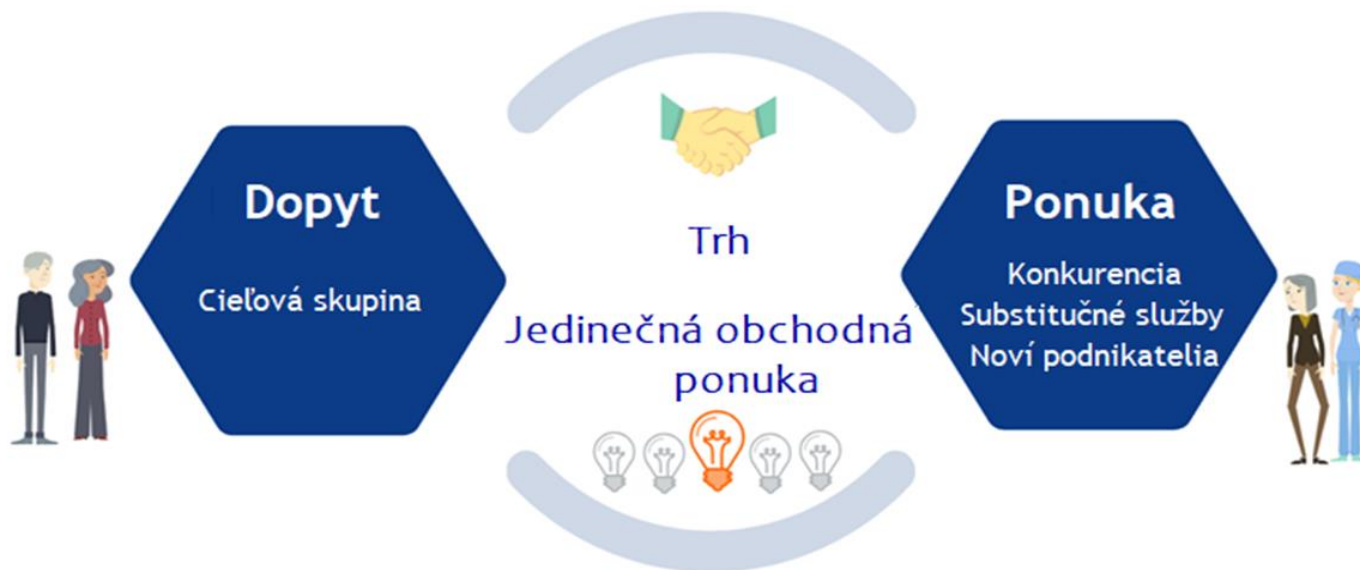 Dopyt
Cieľová skupina
Trh
Jedinečná obchodná
ponuka
Ponuka
Konkurencia
Substitučné služby
Noví podnikatelia